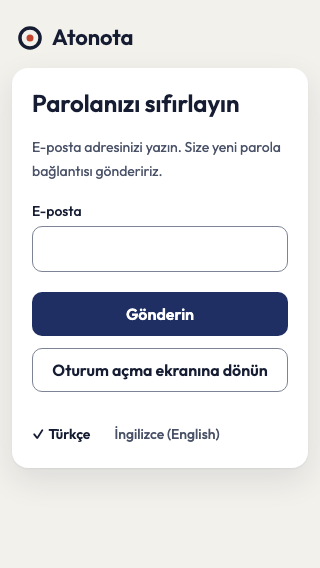 Atonota
Parolanızı sıfırlayın
E-posta adresinizi yazın. Size yeni parola
bağlantısı göndeririz.
E-posta
Gönderin
Oturum açma ekranına dönün
Türkçe
İngilizce (English)